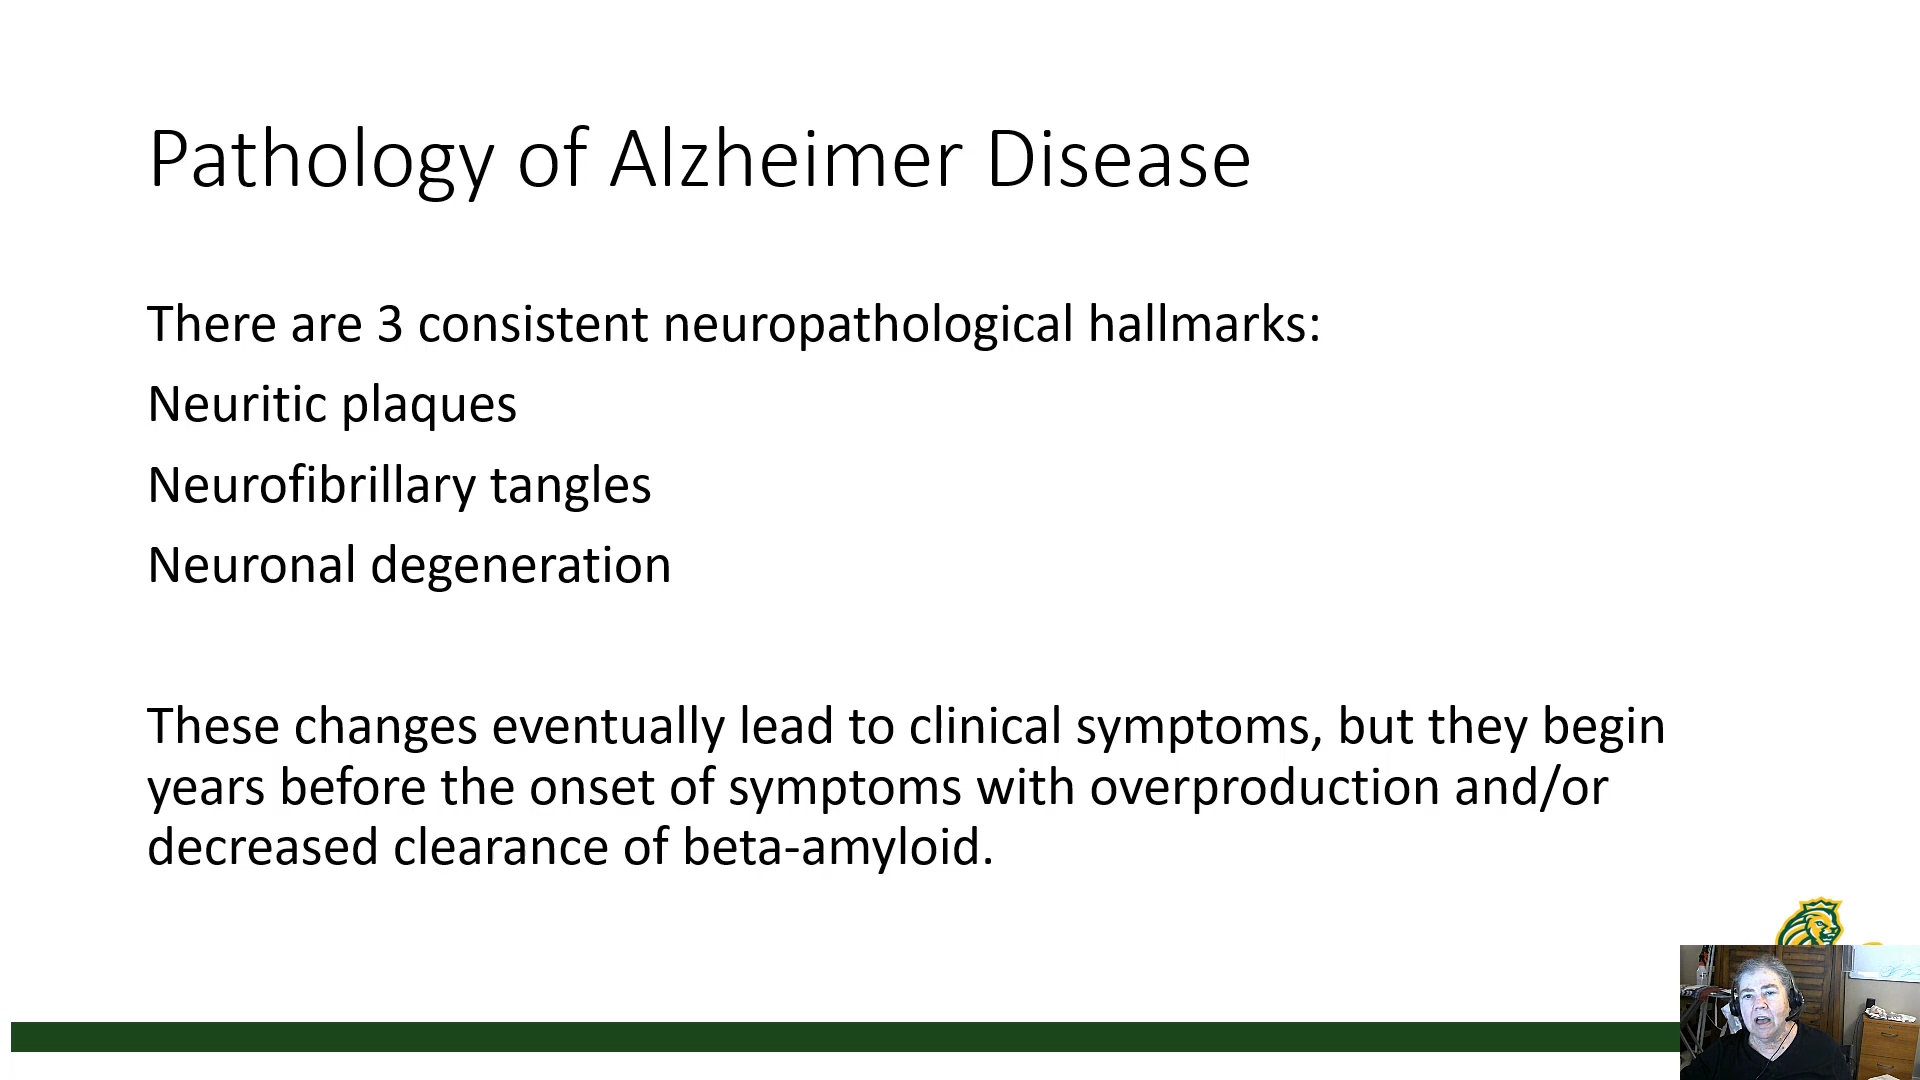 Pathology of Alzheimer Disease
There are 3 consistent neuropathological hallmarks:
Neuritic plaques
Neurofibrillary tangles
Neuronal degeneration
These changes eventually lead to clinical symptoms, but they begin
years before the onset of symptoms with overproduction and/or
decreased clearance of beta-amyloid.